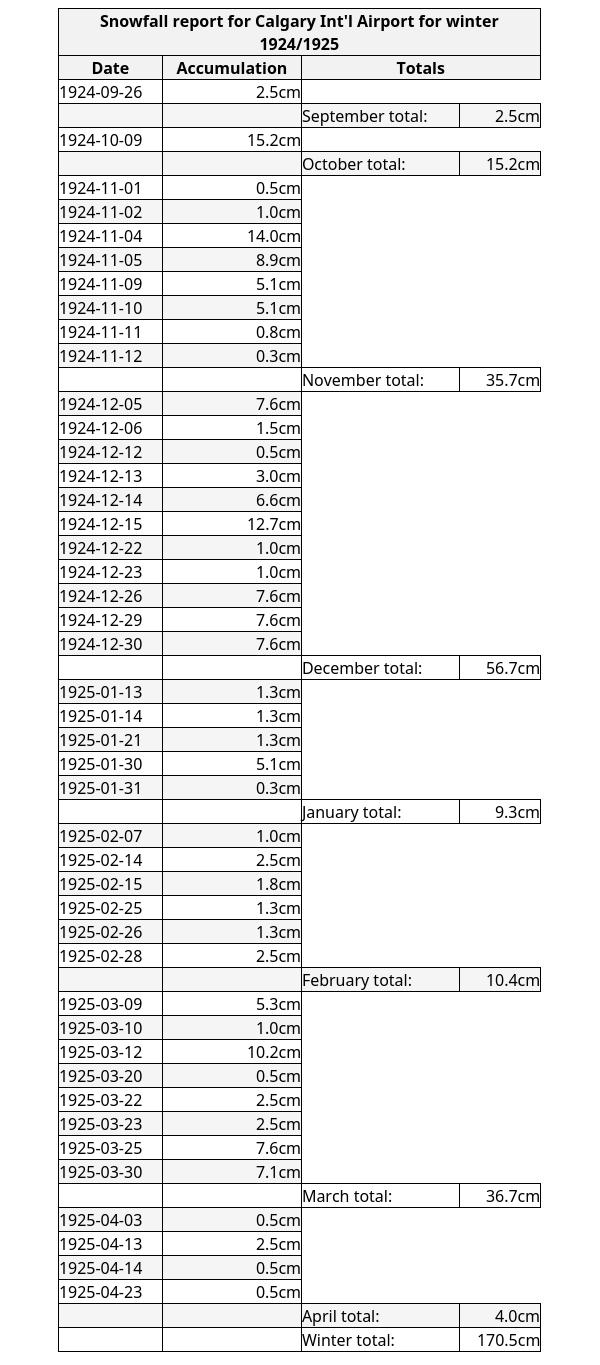 Snowfall report for Calgary Int'l Airport for winter
1924/1925
Date Accumulation Totals
1924-09-26 2.5cm
September total: 2.5cm
1924-10-09 15.2cm
October total: 15.2cm
1924-11-01 0.5cm
1924-11-02 1.0cm
1924-11-04 14.0cm
1924-11-05 8.9cm
1924-11-09 5.1cm
1924-11-10 5.1cm
1924-11-11 0.8cm
1924-11-12 0.3cm
November total: 35.7cm
1924-12-05 7.6cm
1924-12-06 1.5cm
1924-12-12 0.5cm
1924-12-13 3.0cm
1924-12-14 6.6cm
1924-12-15 12.7cm
1924-12-22 1.0cm
1924-12-23 1.0cm
1924-12-26 7.6cm
1924-12-29 7.6cm
1924-12-30 7.6cm
December total: 56.7cm
1925-01-13 1.3cm
1925-01-14 1.3cm
1925-01-21 1.3cm
1925-01-30 5.1cm
1925-01-31 0.3cm
January total: 9.3cm
1925-02-07 1.0cm
1925-02-14 2.5cm
1925-02-15 1.8cm
1925-02-25 1.3cm
1925-02-26 1.3cm
1925-02-28 2.5cm
February total: 10.4cm
1925-03-09 5.3cm
1925-03-10 1.0cm
1925-03-12 10.2cm
1925-03-20 0.5cm
1925-03-22 2.5cm
1925-03-23 2.5cm
1925-03-25 7.6cm
1925-03-30 7.1cm
March total: 36.7cm
1925-04-03 0.5cm
1925-04-13 2.5cm
1925-04-14 0.5cm
1925-04-23 0.5cm
April total: 4.0cm
Winter total: 170.5cm